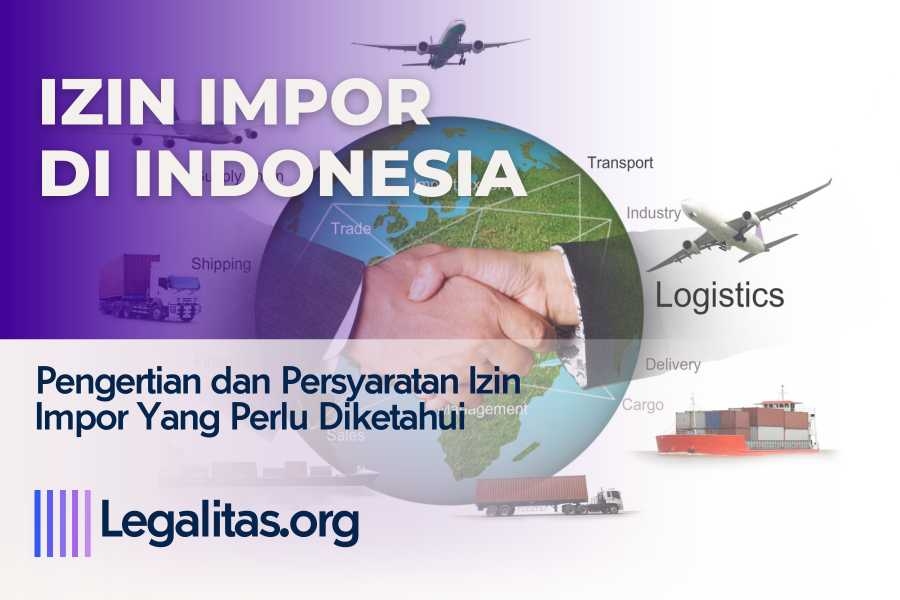 IZIN IMPOR
DI INDONESIA
Transport
Industry
Trade
Shipping
Logistics
Pengertian dan Persyaratan Izin
Impor Yang Perlu Diketahui
Delivery
Cargo
Management
Sales
Legalitas.org